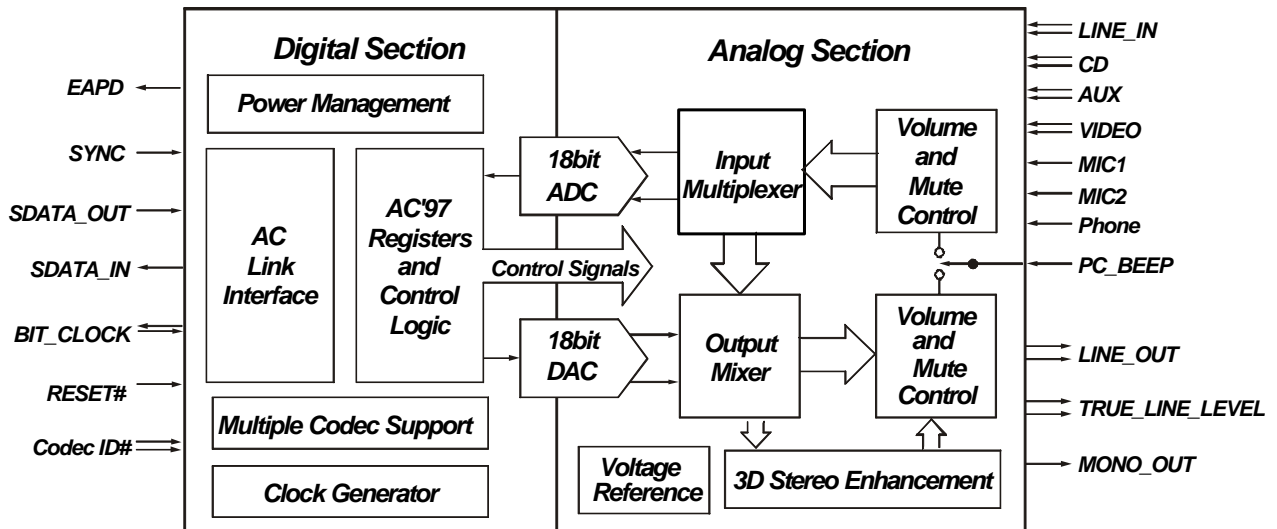 Digital Section
Analog Section
EAPD
SYNC
SDATA_OUT
SDATA_IN
BIT_CLOCK
RESET#
Codec ID#
Power Management
AC
Link
Interface
AC'97
Registers
and
Control
Logic
Multiple Codec Support
Clock Generator
18bit
ADC
Control Signals
18bit
DAC
Input
Multiplexer
Output
Mixer
Voltage
Reference
3D Stereo Enhancement
Volume
and
Mute
Control
Volume
and
Mute
Control
LINE_IN
CD
AUX
VIDEO
MIC1
MIC2
Phone
PC_BEEP
LINE_OUT
TRUE_LINE_LEVEL
MONO_OUT